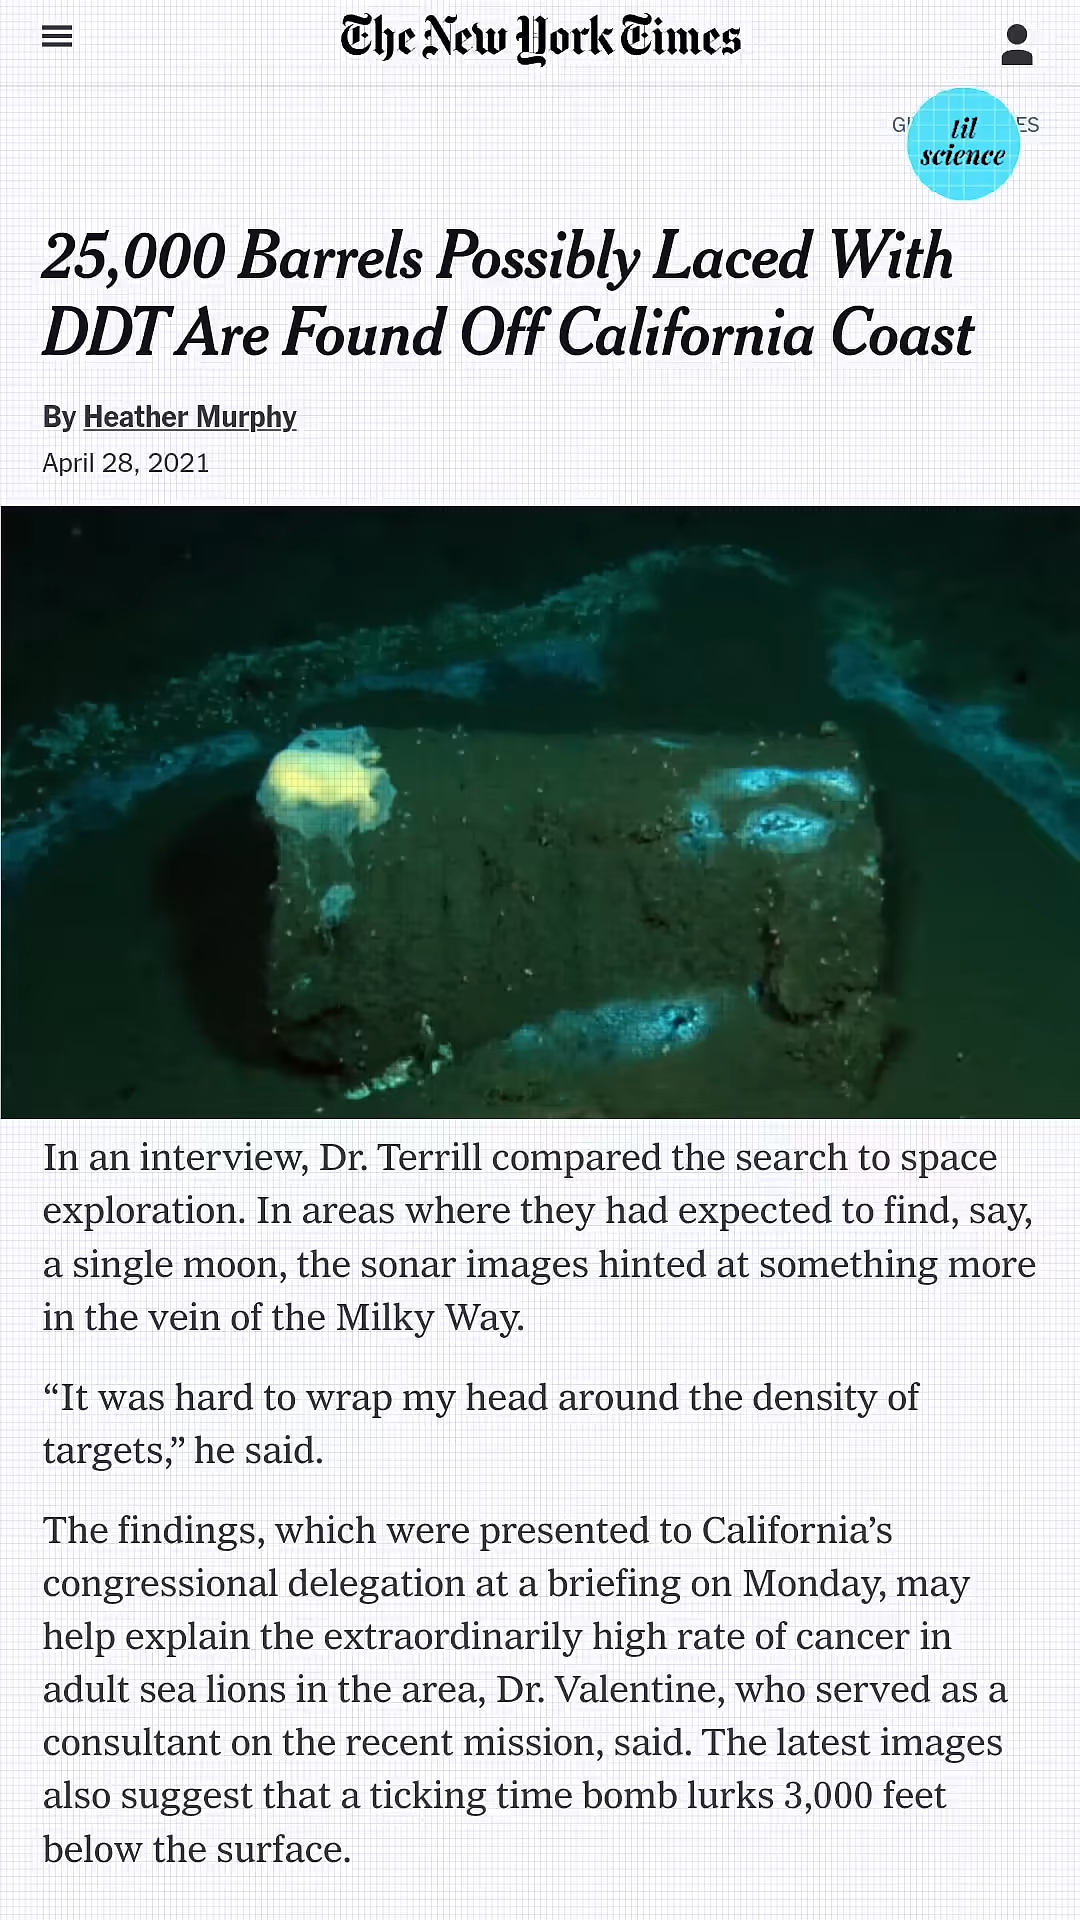 The New York Times
lil
science
25,000 Barrels Possibly Laced With
DDT Are Found Off California Coast
By Heather Murphy
April 28, 2021
In an interview, Dr. Terrill compared the search to space
exploration. In areas where they had expected to find, say,
a single moon, the sonar images hinted at something more
in the vein of the Milky Way.
“It was hard to wrap my head around the density of
targets,” he said.
The findings, which were presented to California’s
congressional delegation at a briefing on Monday, may
help explain the extraordinarily high rate of cancer in
adult sea lions in the area, Dr. Valentine, who served as a
consultant on the recent mission, said. The latest images
also suggest that a ticking time bomb lurks 3,000 feet
below the surface.